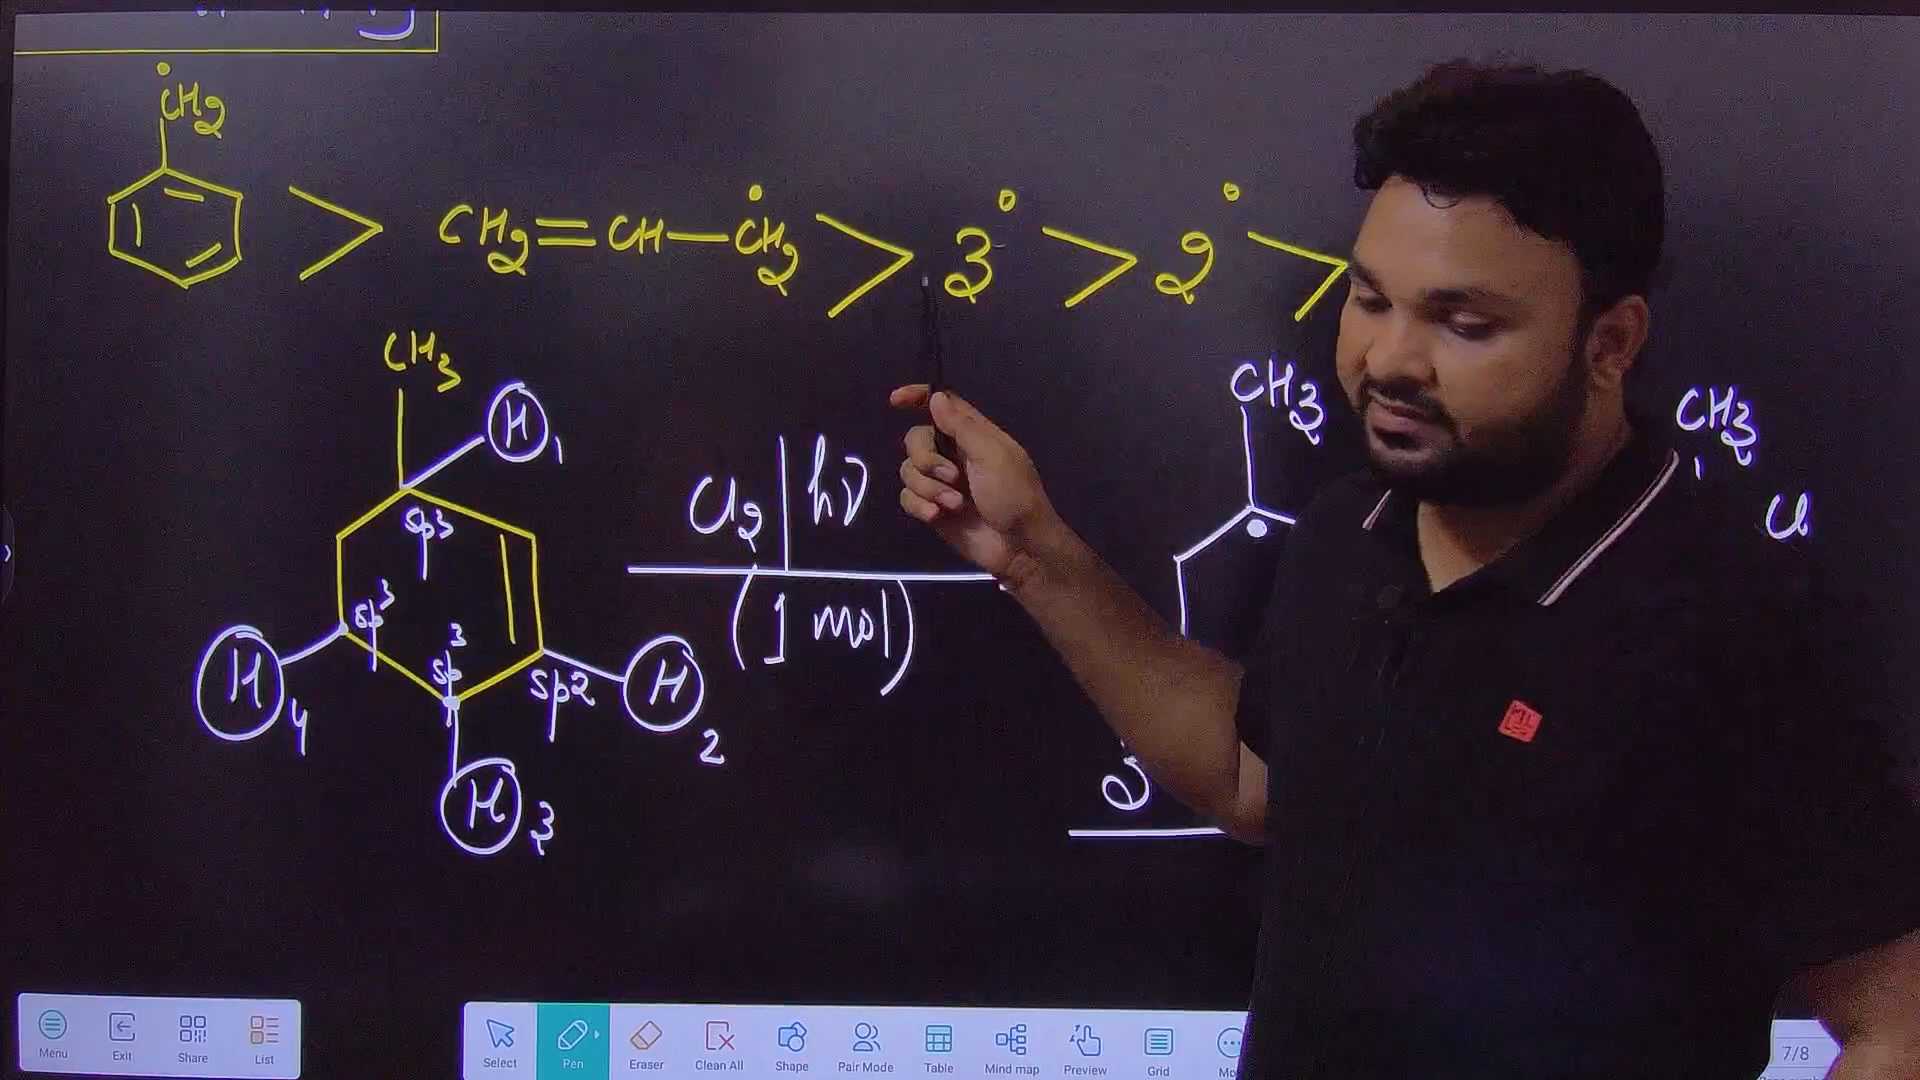 ĊH2
> CH2=CH—ĊH2 > 3° > 2° >
CH3
H 1
sp3
sp3
sp3
sp2
H 4
H 2
H 3
Cl2 | hν
(1 mol)
CH3
CH3
Cl
Menu
Exit
Share
List
Select
Pen
Eraser
Clean All
Shape
Pair Mode
Table
Mind map
Preview
Grid
7/8